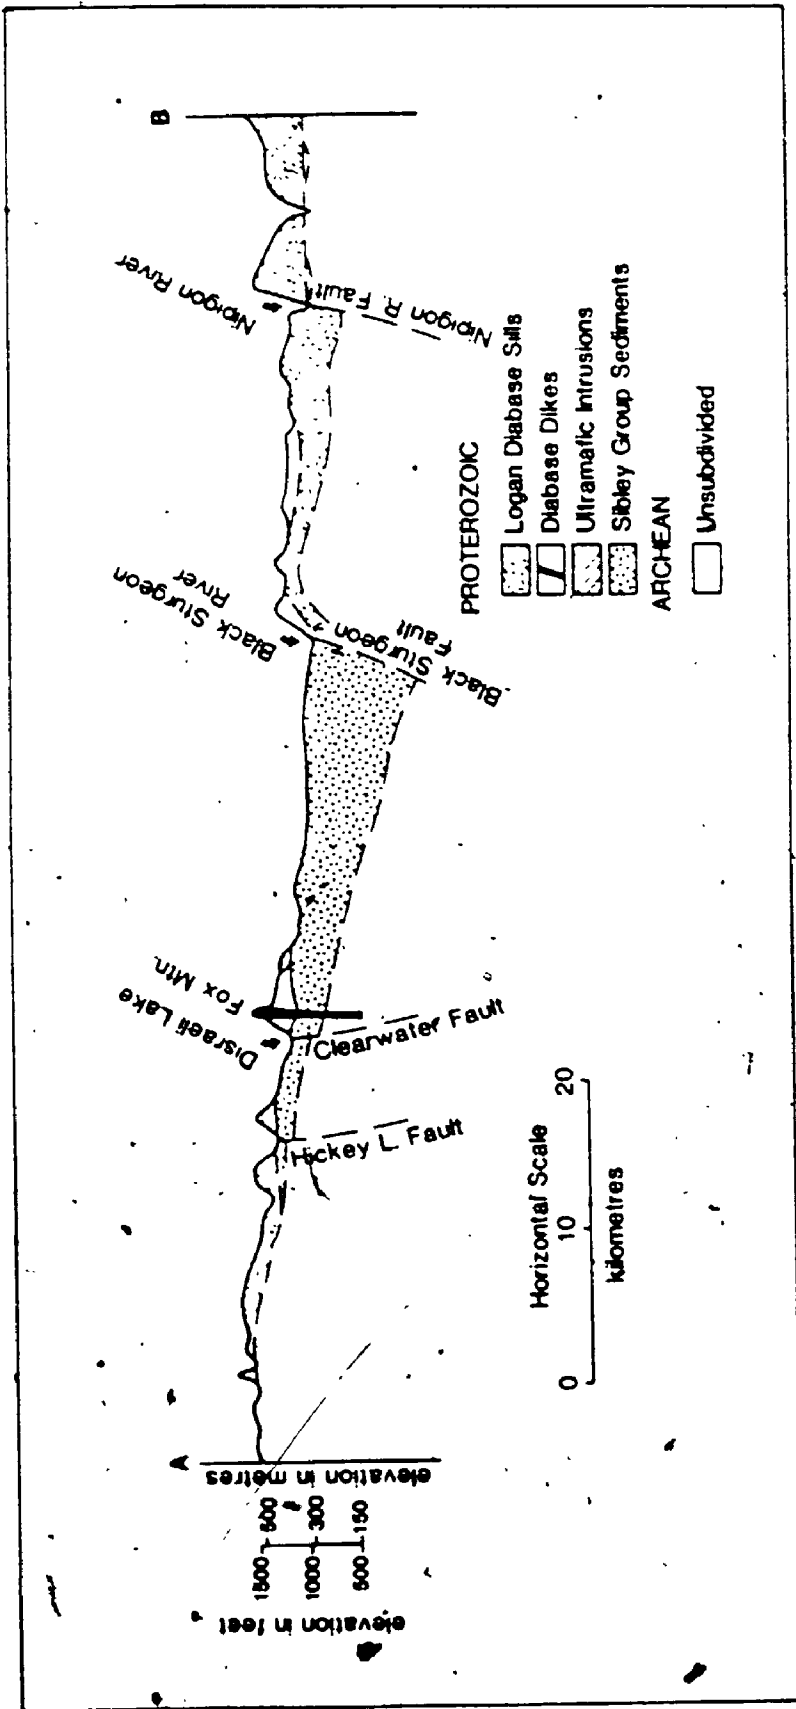 A
B
elevation in feet
1500
1000
500
500
300
150
elevation in metres
Hickey L. Fault
Disraeli Lake
Fox Mtn.
Clearwater Fault
Black Sturgeon
River
Black Sturgeon
Fault
Nipigon River
Nipigon R. Fault
Horizontal Scale
0
10
20
kilometres
PROTEROZOIC
Logan Diabase Sills
Diabase Dikes
Ultramafic Intrusions
Sibley Group Sediments
ARCHEAN
Unsubdivided